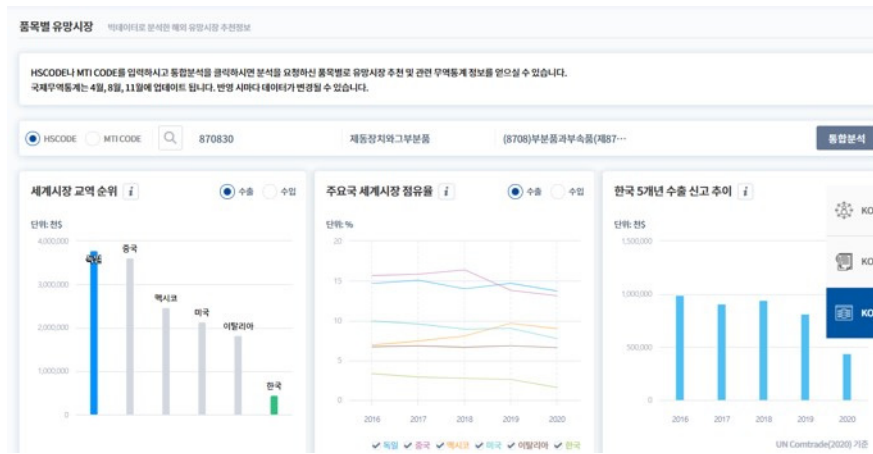 품목별 유망시장 빅데이터로 분석한 해외 유망시장 추천정보
HSCODE나 MTI CODE를 입력하시고 통합분석을 클릭하시면 분석을 요청하신 품목별로 유망시장 추천 및 관련 무역통계 정보를 얻으실 수 있습니다.
국제무역통계는 4월, 8월, 11월에 업데이트 됩니다. 반영 시마다 데이터가 변경될 수 있습니다.
HSCODE MTI CODE 870830 제동장치와그부분품 (8708)부분품과부속품(제87… 통합분석
세계시장 교역 순위 i 수출 수입
단위: 천$
4,000,000
3,000,000
2,000,000
1,000,000
0
중국
멕시코
미국
이탈리아
한국
주요국 세계시장 점유율 i 수출 수입
단위: %
20
15
10
5
0
2016 2017 2018 2019 2020
독일 중국 멕시코 미국 이탈리아 한국
한국 5개년 수출 신고 추이 i
단위: 천$
1,500,000
1,000,000
500,000
0
2016 2017 2018 2019 2020
UN Comtrade(2020) 기준
KO
KO
KO